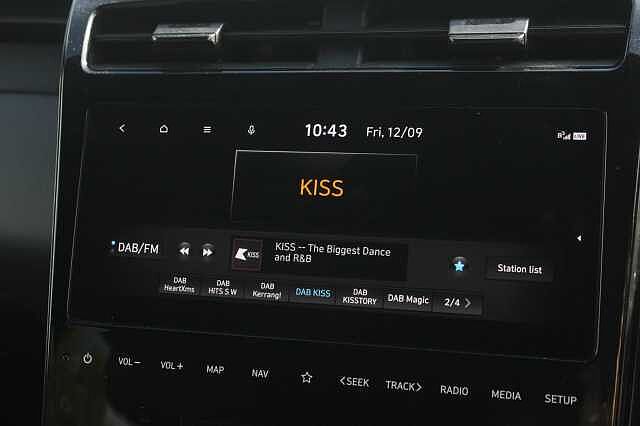 10:43 Fri, 12/09
LIVE
KISS
DAB/FM
KISS
KISS -- The Biggest Dance
and R&B
Station list
DAB
HeartXms
DAB
HITS S W
DAB
Kerrang!
DAB KISS
DAB
KISSTORY
DAB Magic
2/4 >
VOL− VOL+ MAP NAV <SEEK TRACK> RADIO MEDIA SETUP